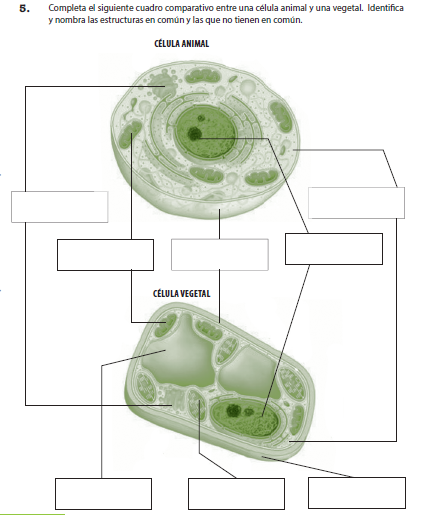 5. Completa el siguiente cuadro comparativo entre una célula animal y una vegetal. Identifica
y nombra las estructuras en común y las que no tienen en común.
CÉLULA ANIMAL
CÉLULA VEGETAL